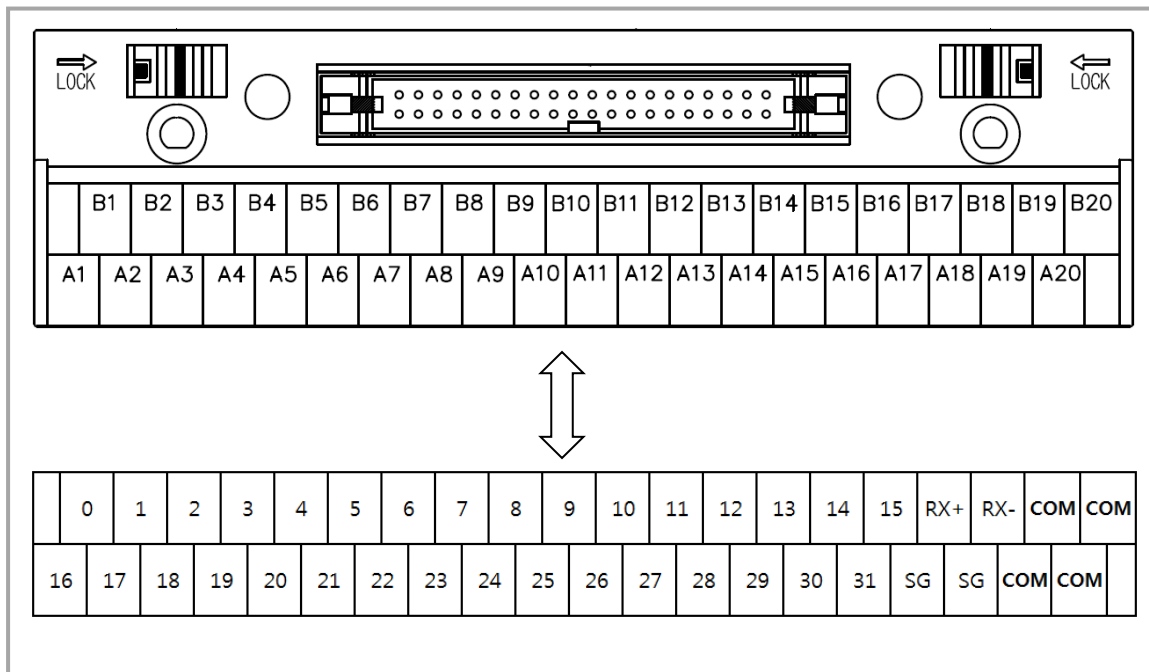 LOCK LOCK
B1 B2 B3 B4 B5 B6 B7 B8 B9 B10 B11 B12 B13 B14 B15 B16 B17 B18 B19 B20
A1 A2 A3 A4 A5 A6 A7 A8 A9 A10 A11 A12 A13 A14 A15 A16 A17 A18 A19 A20
0 1 2 3 4 5 6 7 8 9 10 11 12 13 14 15 RX+ RX- COM COM
16 17 18 19 20 21 22 23 24 25 26 27 28 29 30 31 SG SG COM COM